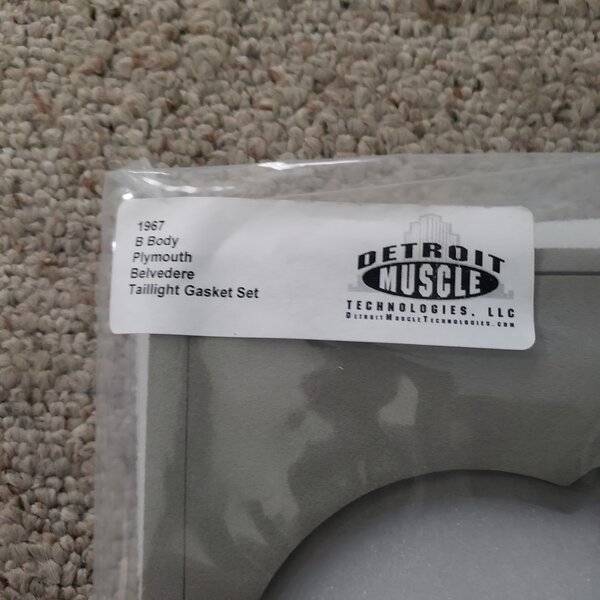 1967
B Body
Plymouth
Belvedere
Taillight Gasket Set
DETROIT
MUSCLE
TECHNOLOGIES, LLC
DETROITMUSCLETECHNOLOGIES.COM